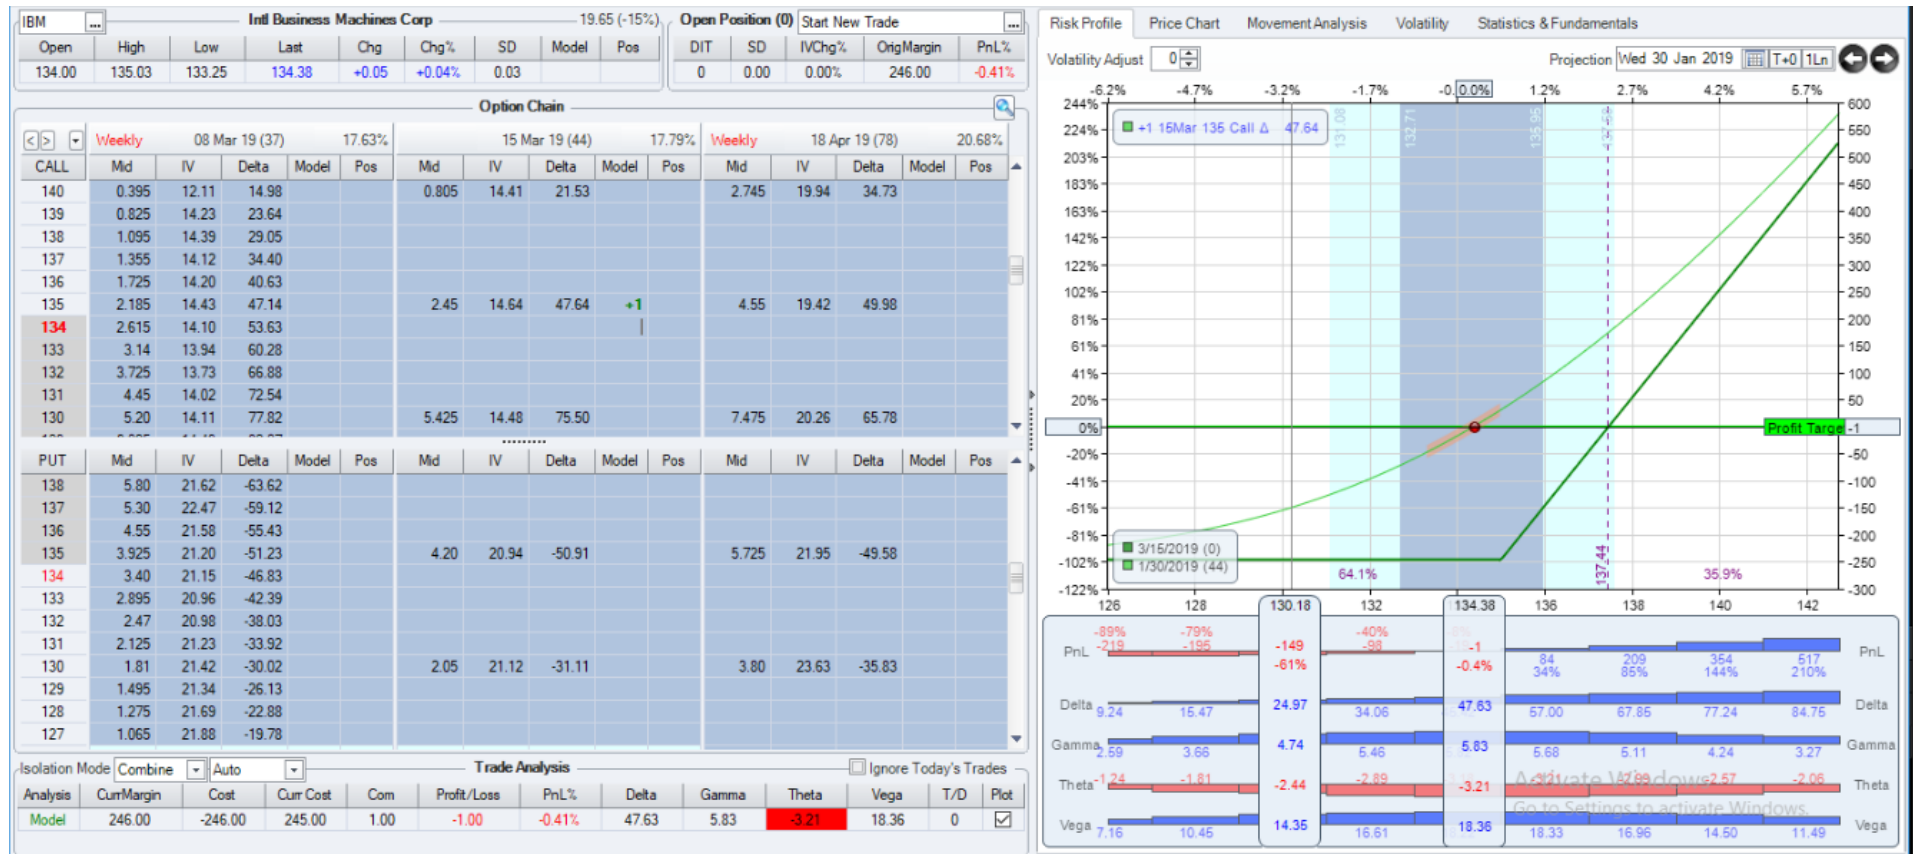 IBM ... Intl Business Machines Corp 19.65 (-15%) Open Position (0) Start New Trade ...
Open High Low Last Chg Chg% SD Model Pos DIT SD IVChg% OrigMargin PnL%
134.00 135.03 133.25 134.38 +0.05 +0.04% 0.03 0 0.00 0.00% 246.00 -0.41%
Option Chain
< > Weekly 08 Mar 19 (37) 17.63% 15 Mar 19 (44) 17.79% Weekly 18 Apr 19 (78) 20.68%
CALL Mid IV Delta Model Pos Mid IV Delta Model Pos Mid IV Delta Model Pos
140 0.395 12.11 14.98 0.805 14.41 21.53 2.745 19.94 34.73
139 0.825 14.23 23.64
138 1.095 14.39 29.05
137 1.355 14.12 34.40
136 1.725 14.20 40.63
135 2.185 14.43 47.14 2.45 14.64 47.64 +1 4.55 19.42 49.98
134 2.615 14.10 53.63
133 3.14 13.94 60.28
132 3.725 13.73 66.88
131 4.45 14.02 72.54
130 5.20 14.11 77.82 5.425 14.48 75.50 7.475 20.26 65.78
PUT Mid IV Delta Model Pos Mid IV Delta Model Pos Mid IV Delta Model Pos
138 5.80 21.62 -63.62
137 5.30 22.47 -59.12
136 4.55 21.58 -55.43
135 3.925 21.20 -51.23 4.20 20.94 -50.91 5.725 21.95 -49.58
134 3.40 21.15 -46.83
133 2.895 20.96 -42.39
132 2.47 20.98 -38.03
131 2.125 21.23 -33.92
130 1.81 21.42 -30.02 2.05 21.12 -31.11 3.80 23.63 -35.83
129 1.495 21.34 -26.13
128 1.275 21.69 -22.88
127 1.065 21.88 -19.78
Isolation Mode Combine Auto Trade Analysis Ignore Today's Trades
Analysis CurrMargin Cost Curr Cost Com Profit/Loss PnL% Delta Gamma Theta Vega T/D Plot
Model 246.00 -246.00 245.00 1.00 -1.00 -0.41% 47.63 5.83 -3.21 18.36 0
Risk Profile Price Chart Movement Analysis Volatility Statistics & Fundamentals
Volatility Adjust 0 Projection Wed 30 Jan 2019 T+0 1Ln
-6.2% -4.7% -3.2% -1.7% -0. 0.0% 1.2% 2.7% 4.2% 5.7%
244% 600
+1 15Mar 135 Call Δ 47.64
131.08 132.71 135.95
224% 550
203% 500
183% 450
163% 400
142% 350
122% 300
102% 250
81% 200
61% 150
41% 100
20% 50
0% Profit Targe -1
-20% -50
-41% -100
-61% -150
-81% -200
-102% -250
-122% -300
3/15/2019 (0)
1/30/2019 (44)
64.1% 137.44 35.9%
126 128 130.18 132 134.38 136 138 140 142
-89% -79% -40%
PnL -219 -195 -149 -98 -1 84 209 354 517 PnL
-61% -0.4% 34% 85% 144% 210%
Delta 9.24 15.47 24.97 34.06 47.63 57.00 67.85 77.24 84.75 Delta
Gamma 2.59 3.66 4.74 5.46 5.83 5.68 5.11 4.24 3.27 Gamma
Theta -1.24 -1.81 -2.44 -2.89 -3.21 -2.57 -2.06 Theta
Activate Windows
Go to Settings to activate Windows.
Vega 7.16 10.45 14.35 16.61 18.36 18.33 16.96 14.50 11.49 Vega